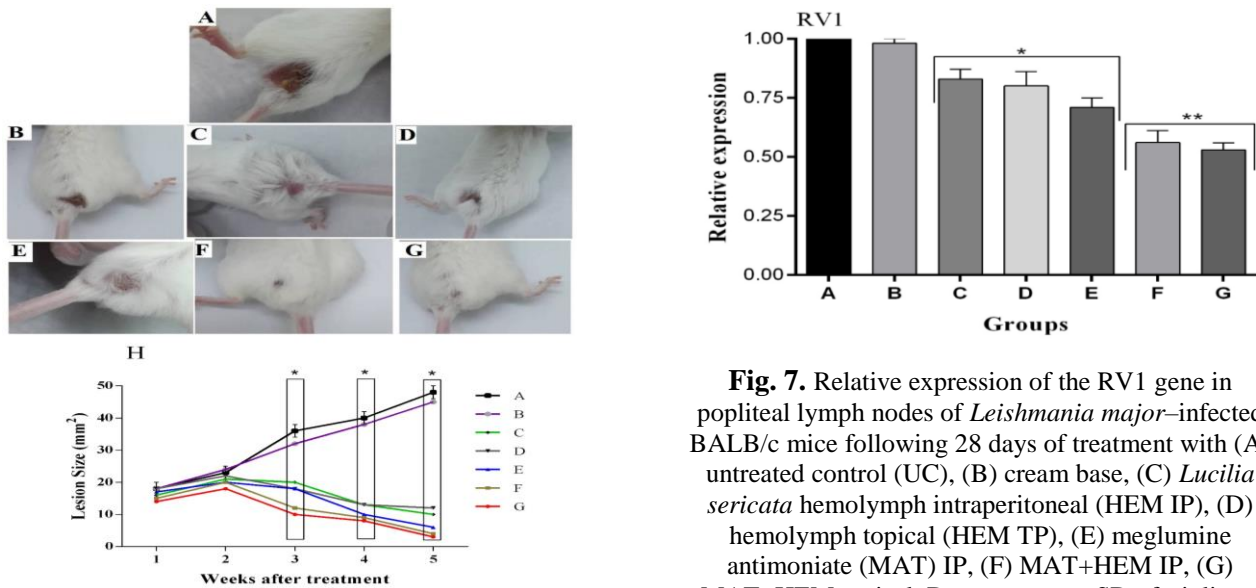 A
B
C
D
E
F
G
H
Lesion Size (mm²)
50
40
30
20
10
0
1 2 3 4 5
Weeks after treatment
* * *
A
B
C
D
E
F
G
RV1
Relative expression
1.00
0.75
0.50
0.25
0.00
*
**
A B C D E F G
Groups
Fig. 7. Relative expression of the RV1 gene in
popliteal lymph nodes of Leishmania major–infected
BALB/c mice following 28 days of treatment with (A)
untreated control (UC), (B) cream base, (C) Lucilia
sericata hemolymph intraperitoneal (HEM IP), (D)
hemolymph topical (HEM TP), (E) meglumine
antimoniate (MAT) IP, (F) MAT+HEM IP, (G)